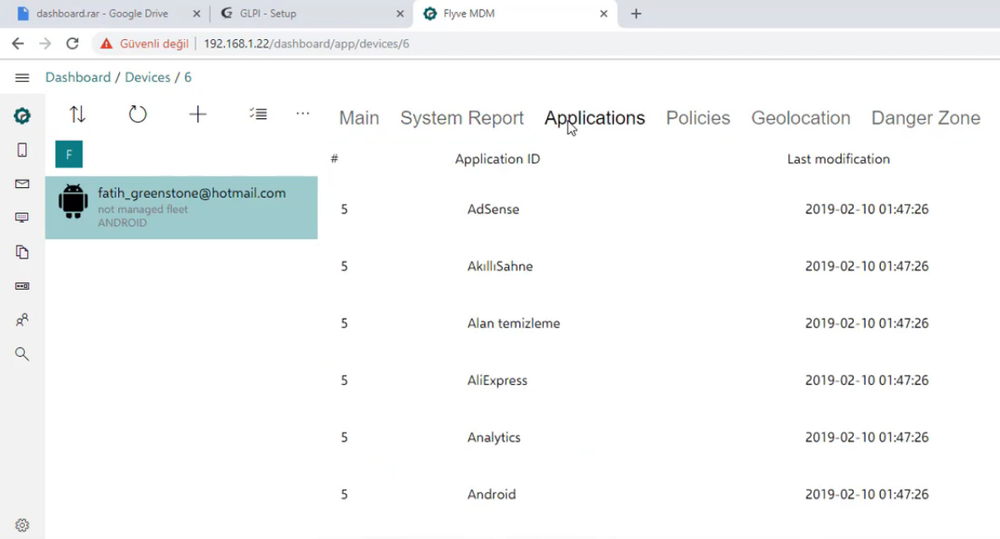 dashboard.rar - Google Drive
GLPI - Setup
Flyve MDM
Güvenli değil
192.168.1.22/dashboard/app/devices/6
Dashboard / Devices / 6
Main System Report Applications Policies Geolocation Danger Zone
F
fatih_greenstone@hotmail.com
not managed fleet
ANDROID
# Application ID Last modification
5 AdSense 2019-02-10 01:47:26
5 AkıllıSahne 2019-02-10 01:47:26
5 Alan temizleme 2019-02-10 01:47:26
5 AliExpress 2019-02-10 01:47:26
5 Analytics 2019-02-10 01:47:26
5 Android 2019-02-10 01:47:26